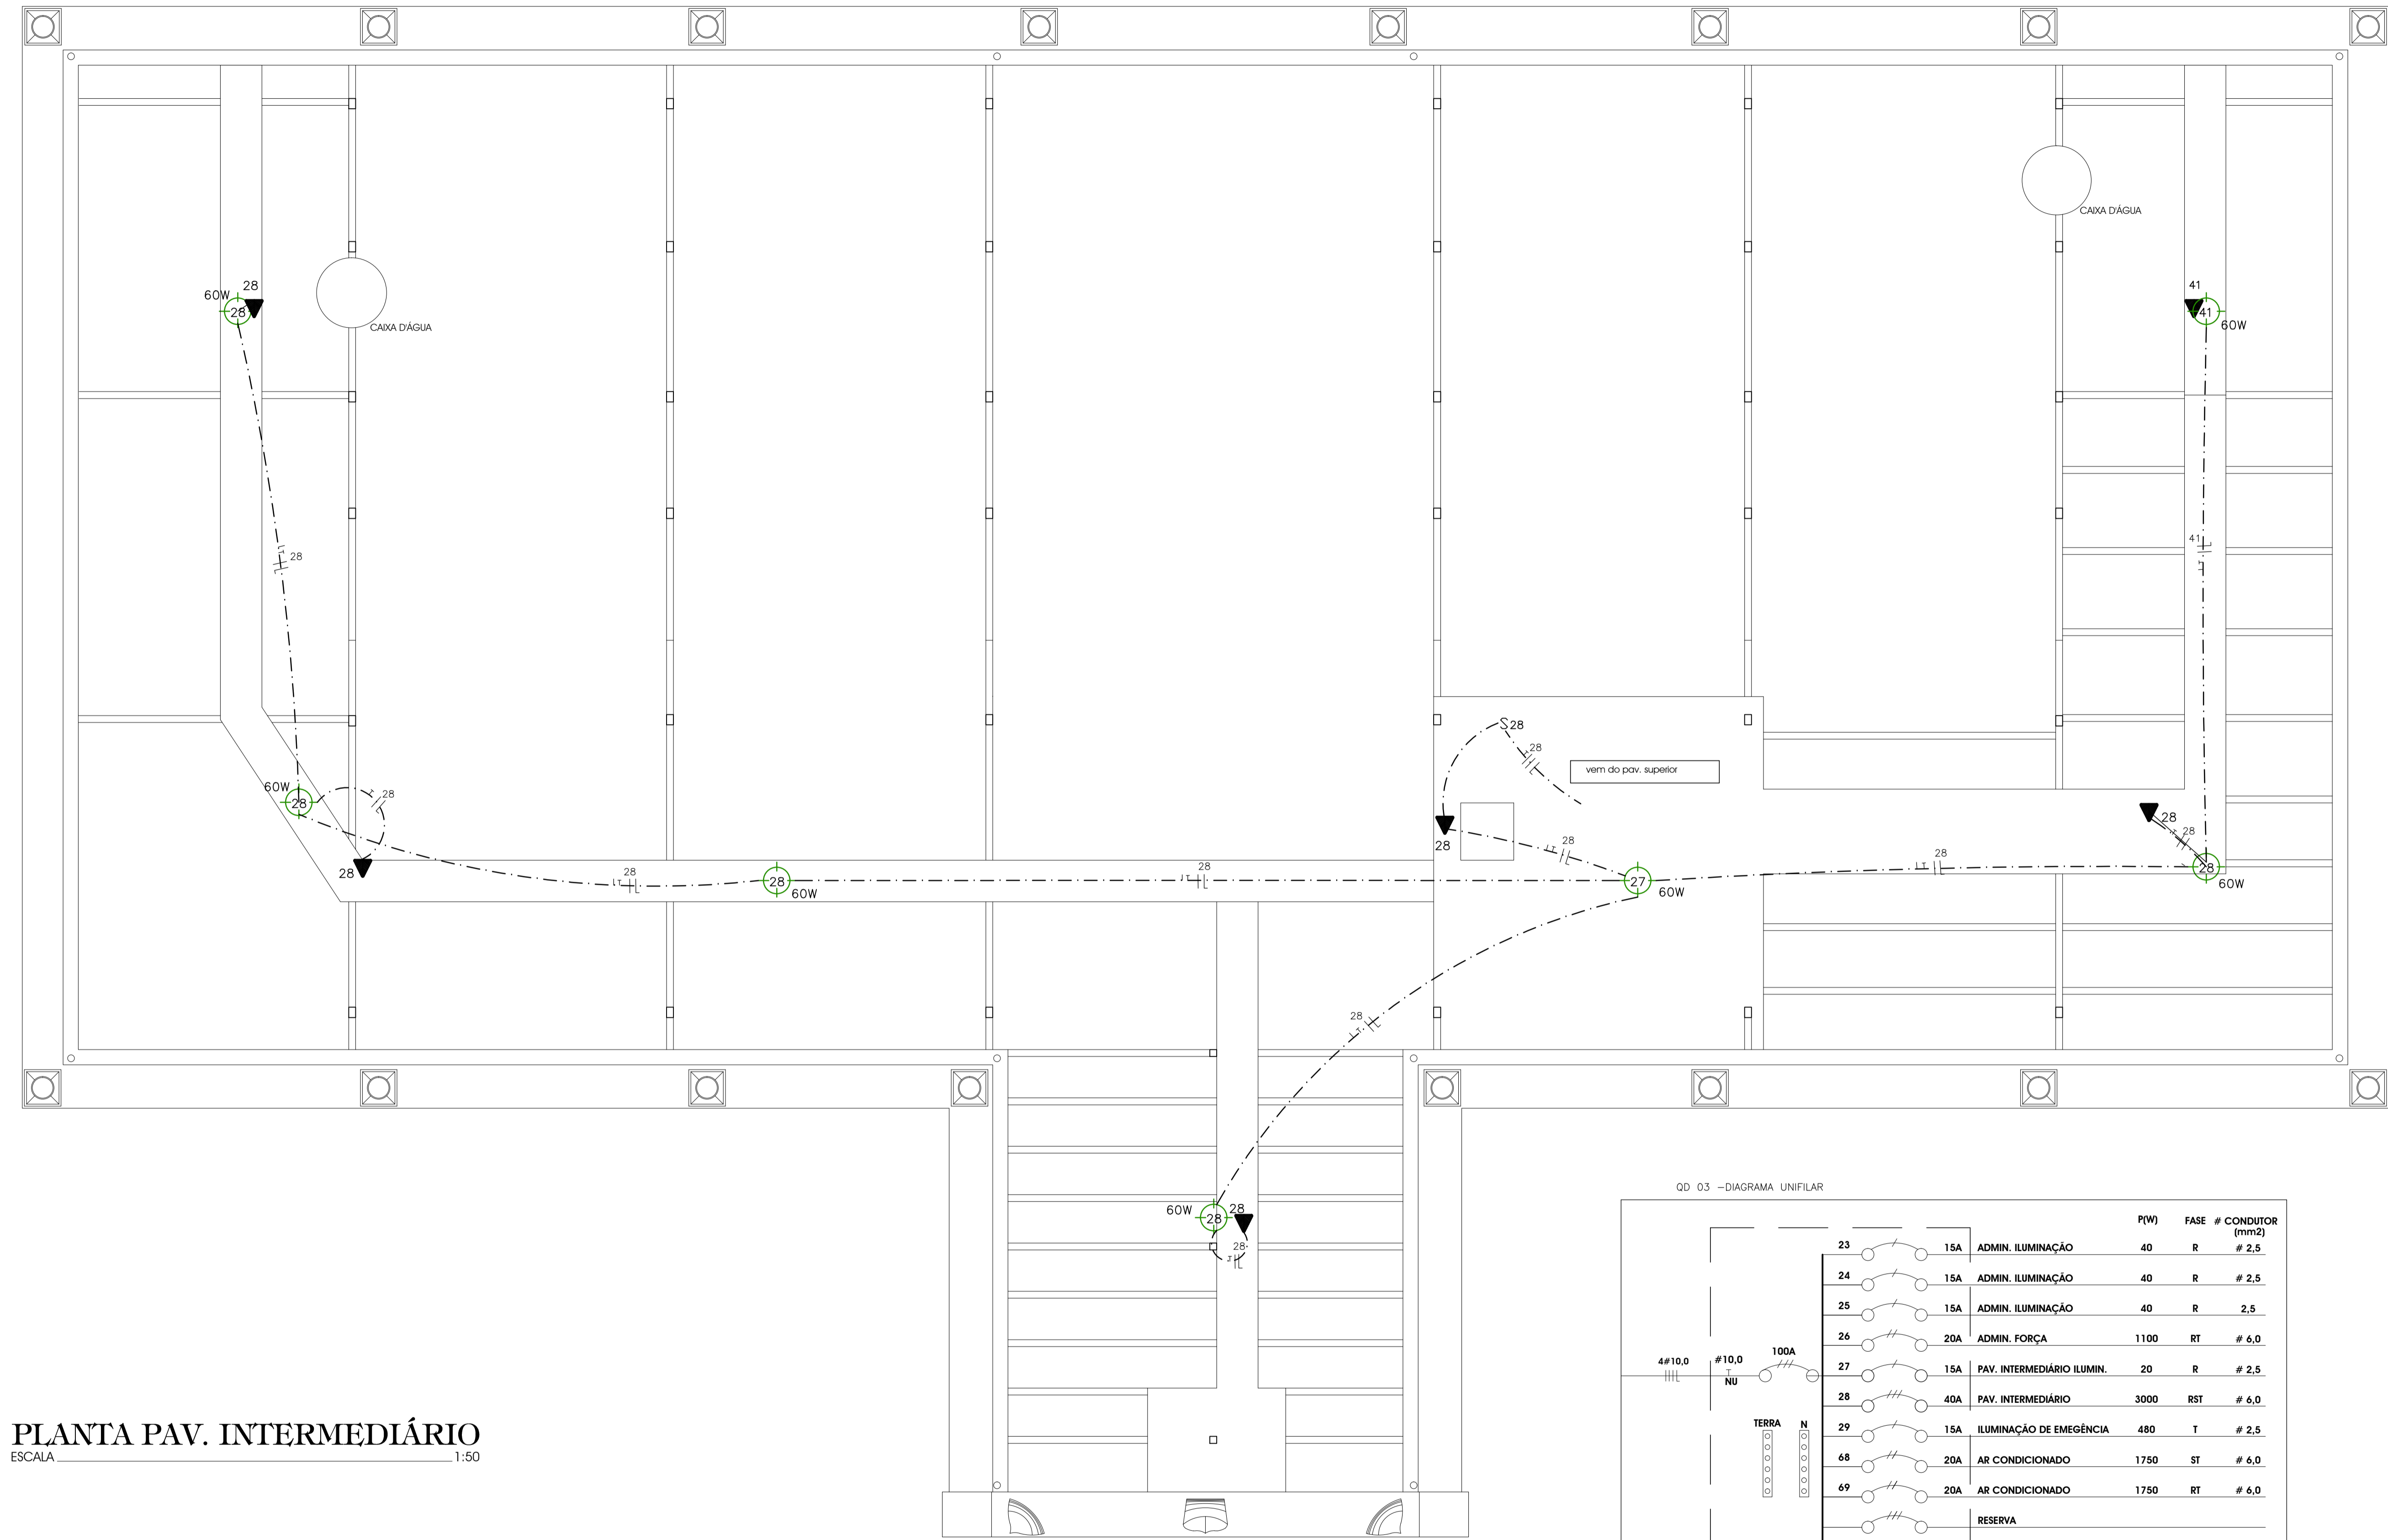 CAIXA D'ÁGUA
28
60W
28
41
41
60W
CAIXA D'ÁGUA
41
28
S28
28
vem do pav. superior
60W
28
28
28
28
28
60W
28
28
28
27
60W
28
28
28
28
60W
28
60W
28
28
28
QD 03 -DIAGRAMA UNIFILAR
P(W) FASE # CONDUTOR
(mm2)
23 15A ADMIN. ILUMINAÇÃO 40 R # 2,5
24 15A ADMIN. ILUMINAÇÃO 40 R # 2,5
25 15A ADMIN. ILUMINAÇÃO 40 R 2,5
26 20A ADMIN. FORÇA 1100 RT # 6,0
4#10,0 #10,0 100A
NU
27 15A PAV. INTERMEDIÁRIO ILUMIN. 20 R # 2,5
28 40A PAV. INTERMEDIÁRIO 3000 RST # 6,0
TERRA N
29 15A ILUMINAÇÃO DE EMEGÊNCIA 480 T # 2,5
68 20A AR CONDICIONADO 1750 ST # 6,0
69 20A AR CONDICIONADO 1750 RT # 6,0
RESERVA
PLANTA PAV. INTERMEDIÁRIO
ESCALA 1:50